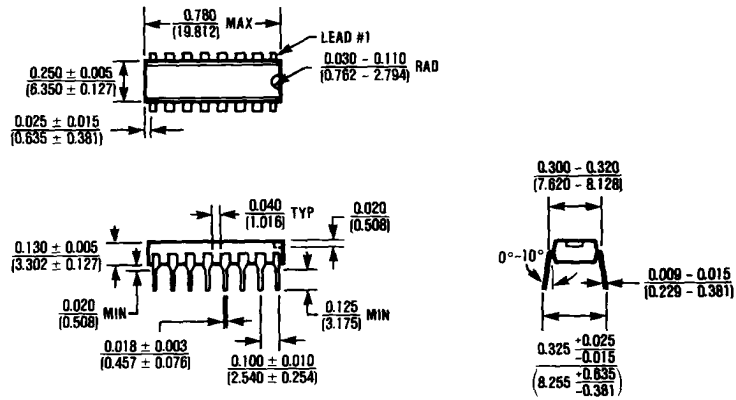 0.780
(19.812)
MAX
LEAD #1
0.030 – 0.110
(0.762 – 2.794)
RAD
0.250 ± 0.005
(6.350 ± 0.127)
0.025 ± 0.015
(0.635 ± 0.381)
0.040
(1.016)
TYP
0.020
(0.508)
0.130 ± 0.005
(3.302 ± 0.127)
0.020
(0.508)
MIN
0.125
(3.175)
MIN
0.018 ± 0.003
(0.457 ± 0.076)
0.100 ± 0.010
(2.540 ± 0.254)
0.300 – 0.320
(7.620 – 8.128)
0°~10°
0.009 – 0.015
(0.229 – 0.381)
0.325 +0.025
–0.015
(8.255 +0.635
–0.381)